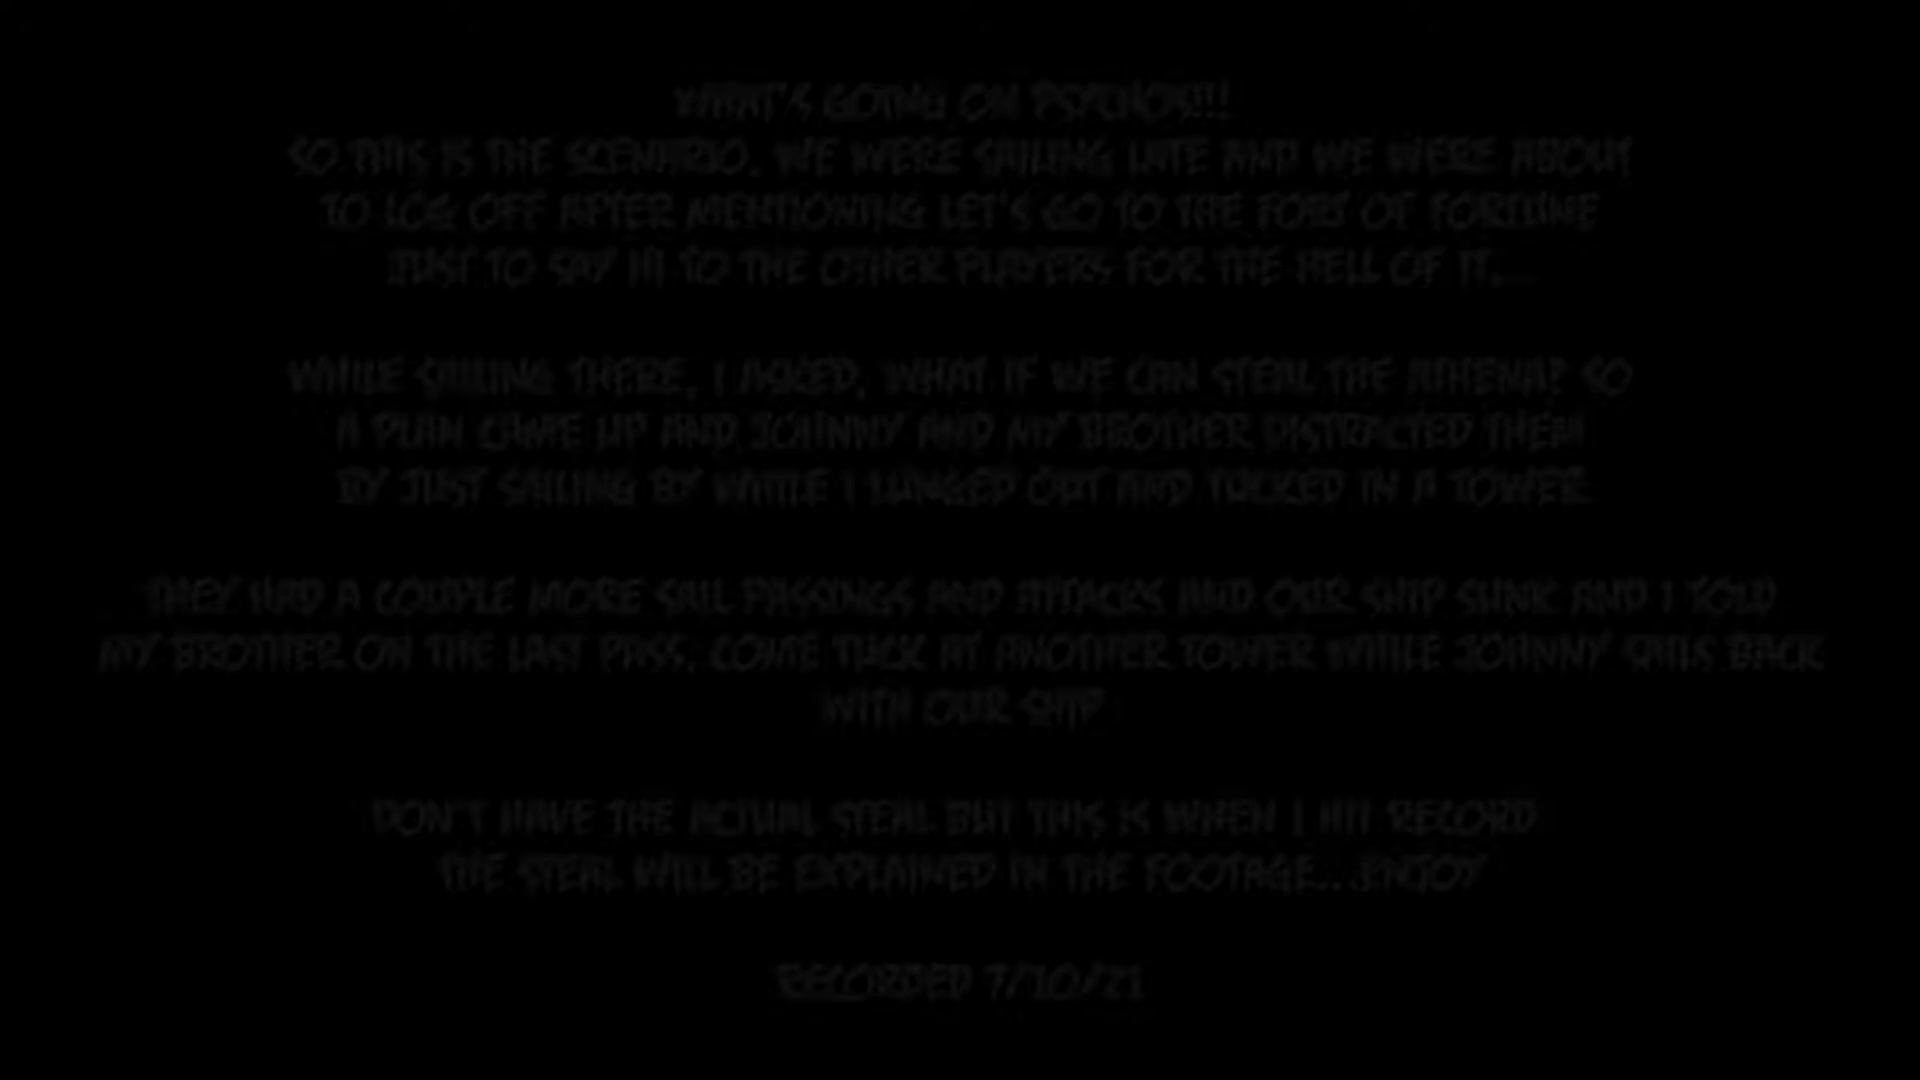 WHAT'S GOING ON PSYCHOS!!!
SO THIS IS THE SCENARIO. WE WERE SAILING LATE AND WE WERE ABOUT
TO LOG OFF AFTER MENTIONING LET'S GO TO THE FORT OF FORTUNE
JUST TO SAY HI TO THE OTHER PLAYERS FOR THE HELL OF IT....
WHILE SAILING THERE, I ASKED, WHAT IF WE CAN STEAL THE ATHENA? SO
A PLAN CAME UP AND JOHNNY AND MY BROTHER DISTRACTED THEM
BY JUST SAILING BY WHILE I LUNGED OUT AND TUCKED IN A TOWER
THEY HAD A COUPLE MORE SAIL PASSINGS AND ATTACKS AND OUR SHIP SUNK AND I TOLD
MY BROTHER ON THE LAST PASS, COME TUCK AT ANOTHER TOWER WHILE JOHNNY SAILS BACK
WITH OUR SHIP
DON'T HAVE THE ACTUAL STEAL BUT THIS IS WHEN I HIT RECORD
THE STEAL WILL BE EXPLAINED IN THE FOOTAGE...ENJOY
RECORDED 7/10/21